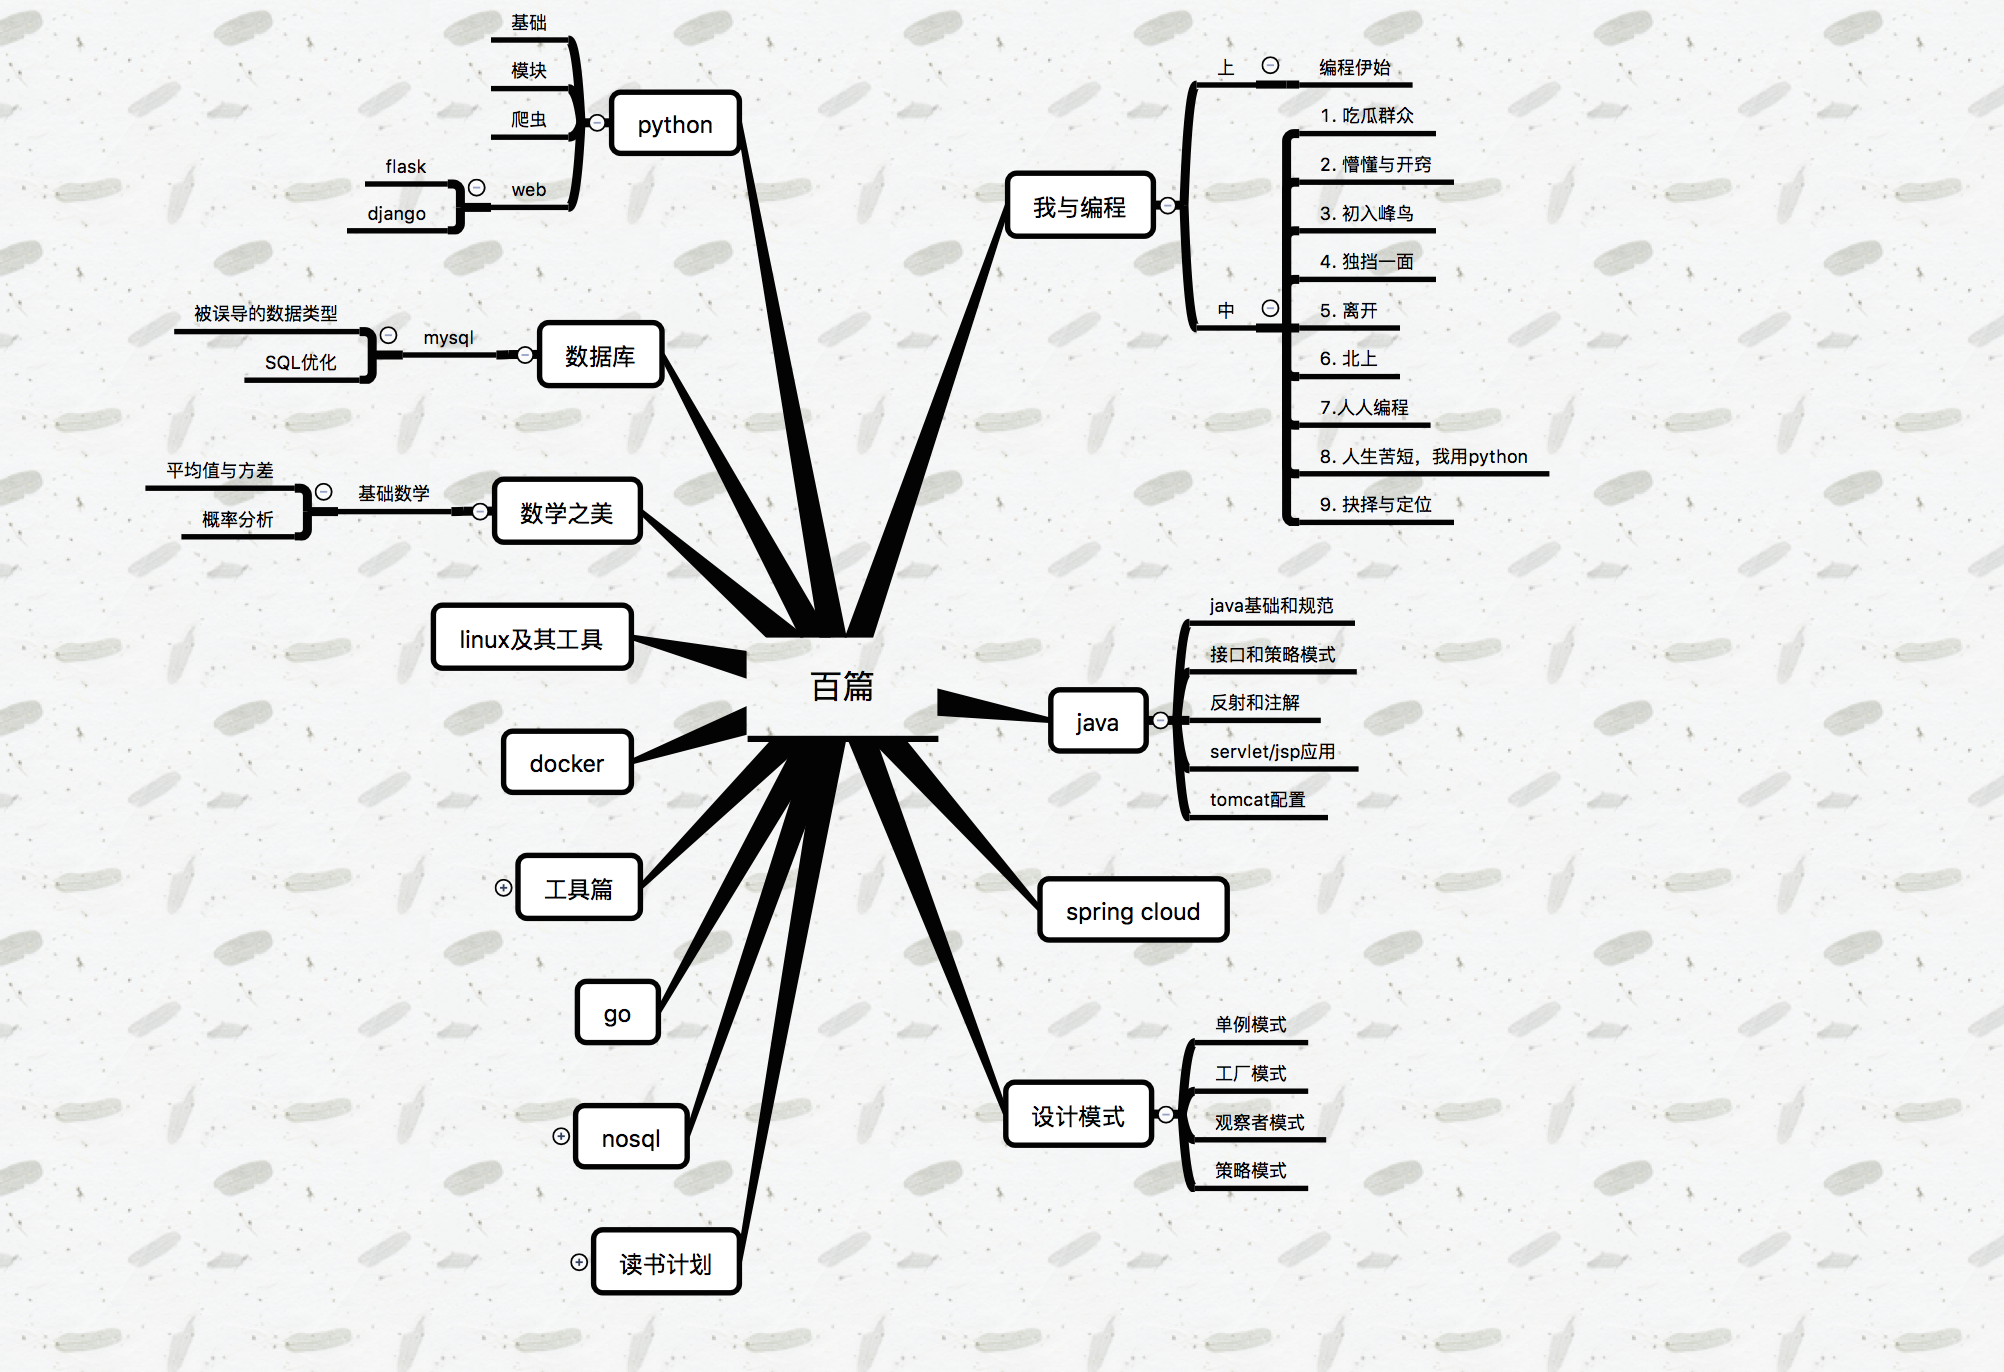 百篇
我与编程
上
编程伊始
中
1. 吃瓜群众
2. 懵懂与开窍
3. 初入峰鸟
4. 独挡一面
5. 离开
6. 北上
7.人人编程
8. 人生苦短，我用python
9. 抉择与定位
java
java基础和规范
接口和策略模式
反射和注解
servlet/jsp应用
tomcat配置
spring cloud
设计模式
单例模式
工厂模式
观察者模式
策略模式
python
基础
模块
爬虫
web
flask
django
数据库
mysql
被误导的数据类型
SQL优化
数学之美
基础数学
平均值与方差
概率分析
linux及其工具
docker
工具篇
go
nosql
读书计划